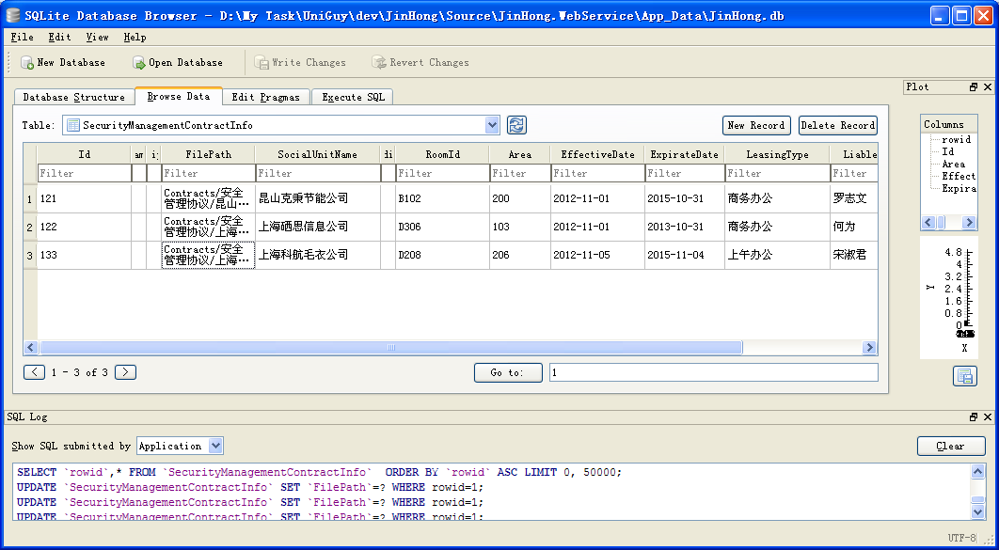 SQLite Database Browser - D:\My Task\UniGuy\dev\JinHong\Source\JinHong.WebService\App_Data\JinHong.db
File Edit View Help
New Database Open Database Write Changes Revert Changes
Database Structure Browse Data Edit Pragmas Execute SQL
Table: SecurityManagementContractInfo New Record Delete Record
Id am FilePath SocialUnitName di RoomId Area EffectiveDate ExpirateDate LeasingType Liable
Filter Filter Filter Filter Filter Filter Filter Filter Filter
1 121 Contracts/安全管理协议/昆山… 昆山克秉节能公司 B102 200 2012-11-01 2015-10-31 商务办公 罗志文
2 122 Contracts/安全管理协议/上海… 上海硒思信息公司 D306 103 2012-11-01 2013-10-31 商务办公 何为
3 133 Contracts/安全管理协议/上海… 上海科航毛衣公司 D208 206 2012-11-05 2015-11-04 上午办公 宋淑君
1 - 3 of 3 Go to: 1
Plot
Columns
rowid
Id
Area
Effect
Expira
4.8
4
3.2
2.4
1.6
0.8
0
Y
X
SQL Log
Show SQL submitted by Application Clear
SELECT `rowid`,* FROM `SecurityManagementContractInfo` ORDER BY `rowid` ASC LIMIT 0, 50000;
UPDATE `SecurityManagementContractInfo` SET `FilePath`=? WHERE rowid=1;
UPDATE `SecurityManagementContractInfo` SET `FilePath`=? WHERE rowid=1;
UPDATE `SecurityManagementContractInfo` SET `FilePath`=? WHERE rowid=1;
UTF-8